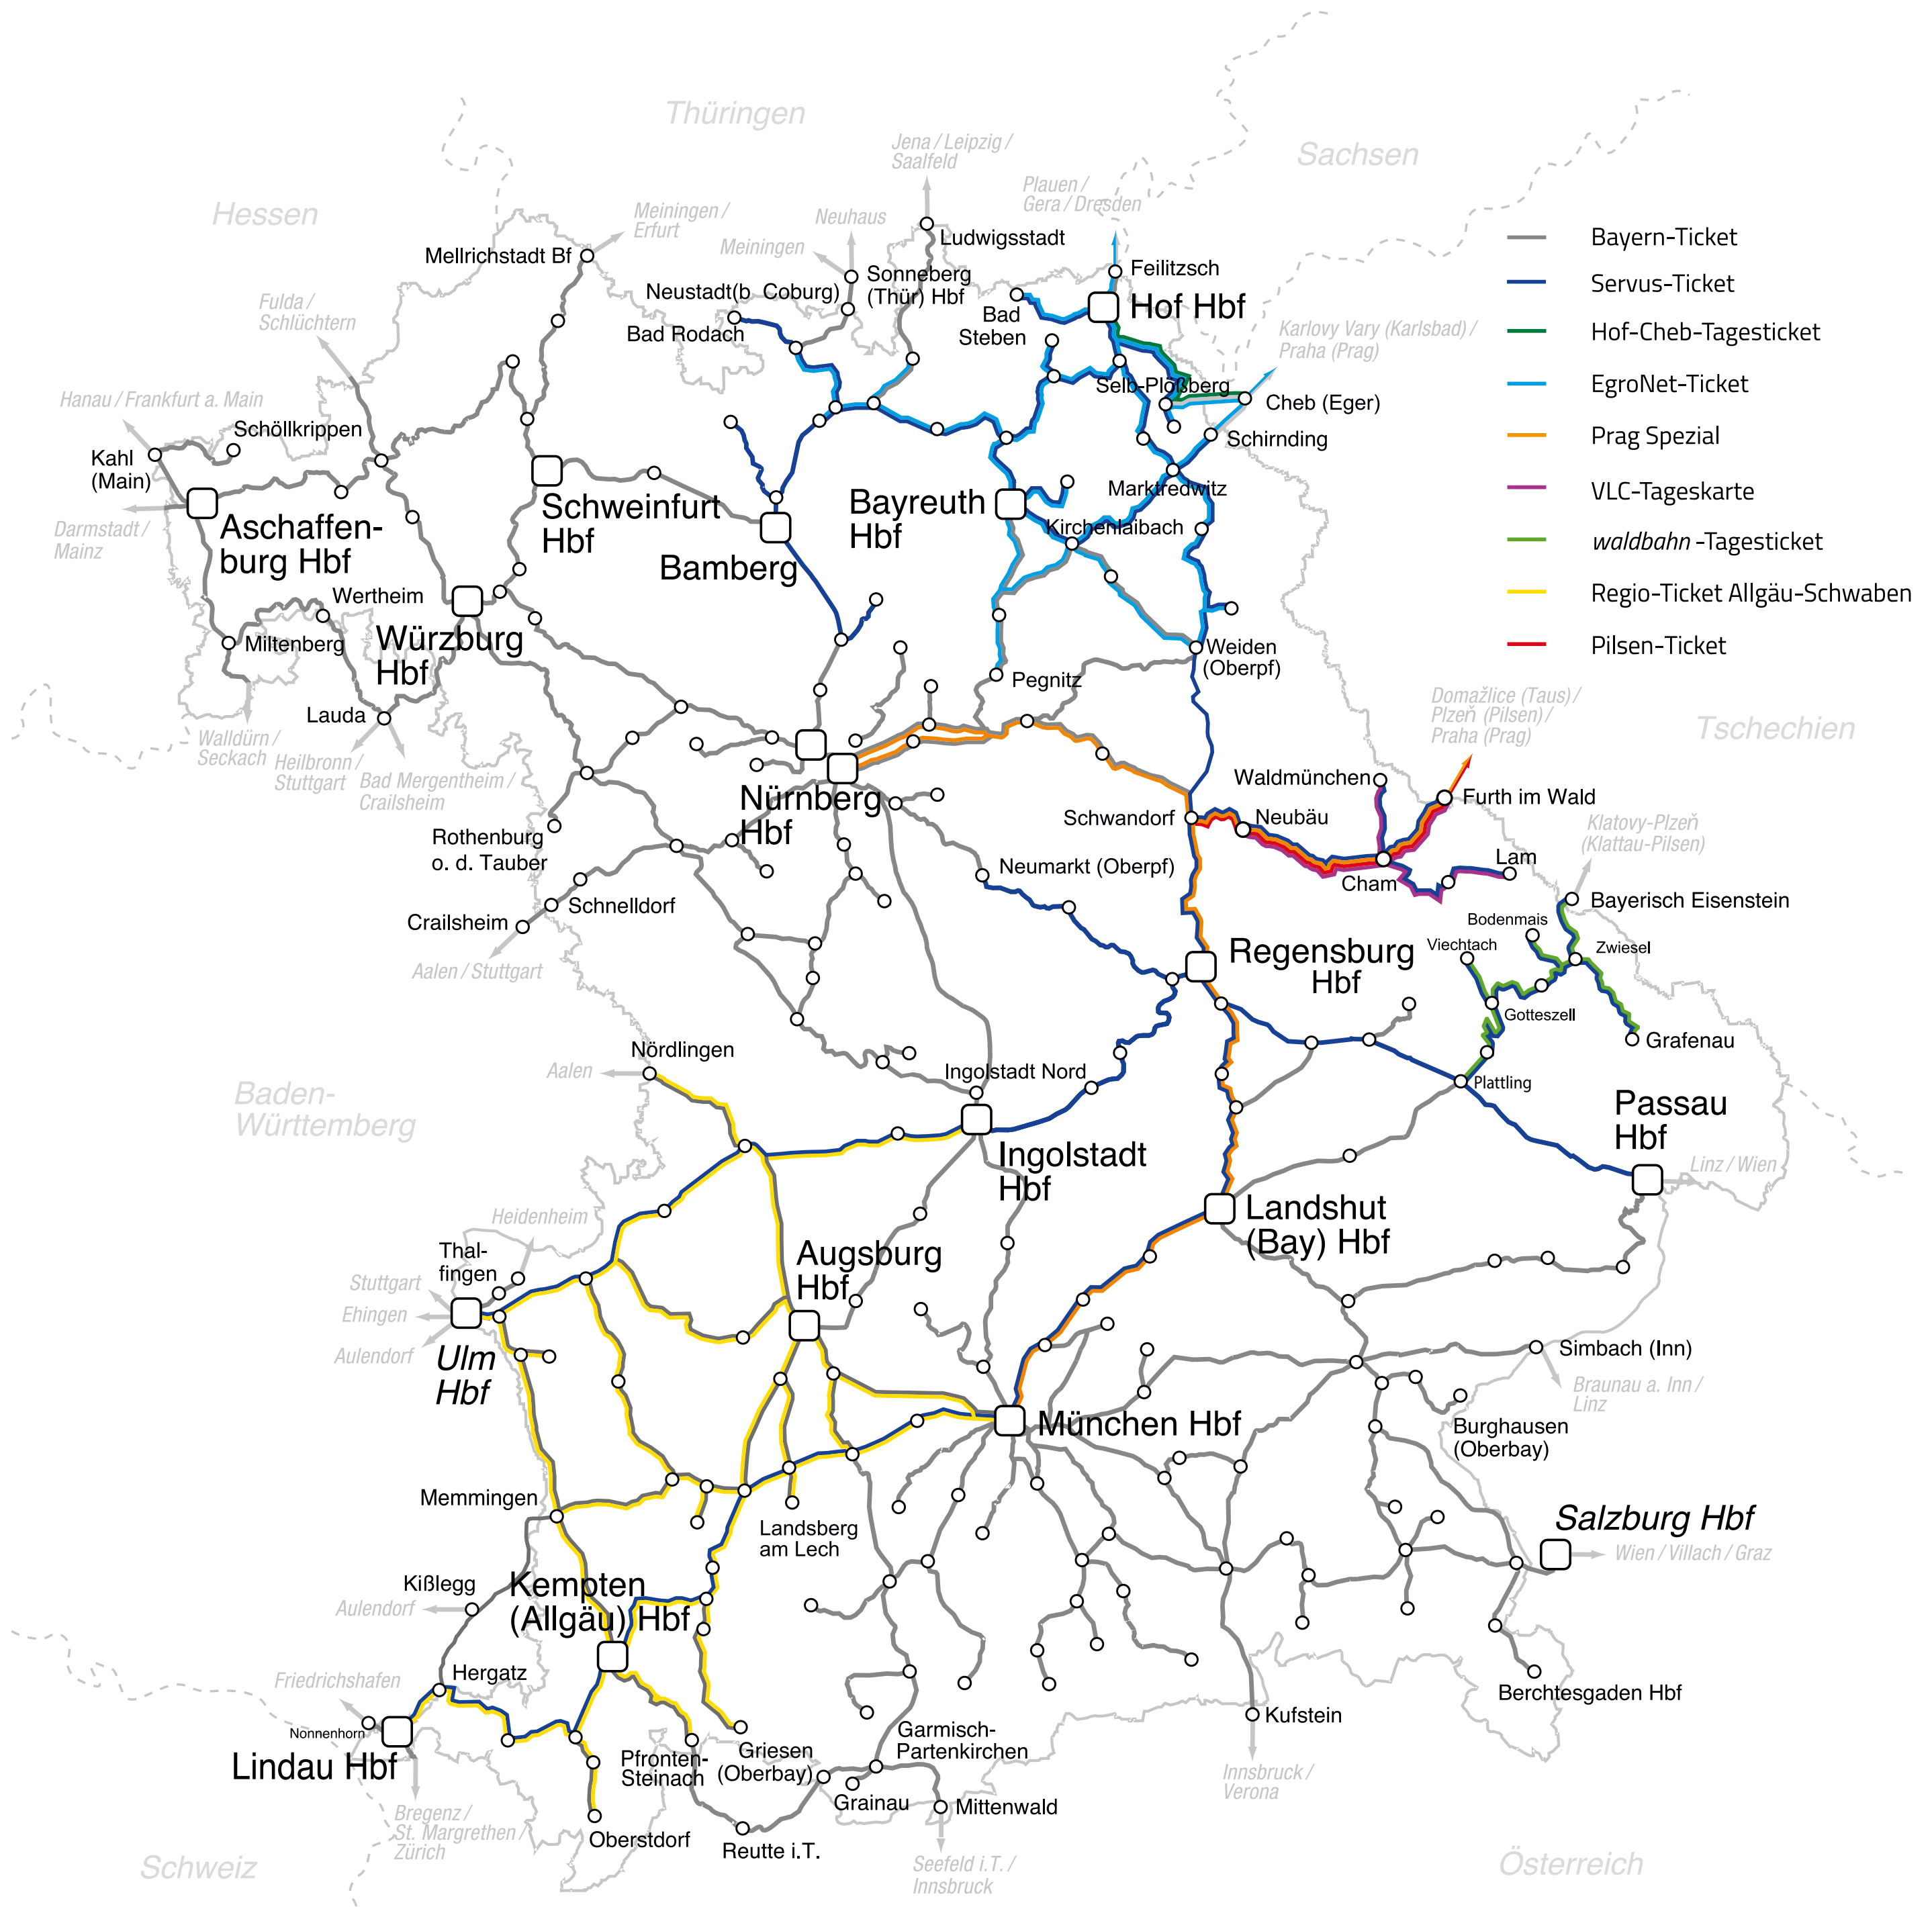 Thüringen
Sachsen
Hessen
Jena / Leipzig /
Saalfeld
Plauen /
Gera / Dresden
Meiningen /
Erfurt
Neuhaus
Meiningen
Mellrichstadt Bf
Ludwigsstadt
Sonneberg
(Thür) Hbf
Neustadt(b Coburg)
Bad Rodach
Feilitzsch
Hof Hbf
Bad
Steben
Fulda /
Schlüchtern
Karlovy Vary (Karlsbad) /
Praha (Prag)
Selb-Plößberg
Cheb (Eger)
Schirnding
Hanau / Frankfurt a. Main
Schöllkrippen
Kahl
(Main)
Darmstadt /
Mainz
Aschaffen-
burg Hbf
Schweinfurt
Hbf
Bamberg
Bayreuth
Hbf
Marktredwitz
Kirchenlaibach
Bayern-Ticket
Servus-Ticket
Hof-Cheb-Tagesticket
EgroNet-Ticket
Prag Spezial
VLC-Tageskarte
waldbahn -Tagesticket
Regio-Ticket Allgäu-Schwaben
Pilsen-Ticket
Wertheim
Miltenberg
Würzburg
Hbf
Lauda
Walldürn /
Seckach
Heilbronn /
Stuttgart
Bad Mergentheim /
Crailsheim
Weiden
(Oberpf)
Pegnitz
Domažlice (Taus) /
Plzeň (Pilsen) /
Praha (Prag)
Tschechien
Nürnberg
Hbf
Rothenburg
o. d. Tauber
Waldmünchen
Furth im Wald
Schwandorf
Neubäu
Klatovy-Plzeň
(Klattau-Pilsen)
Neumarkt (Oberpf)
Cham
Lam
Schnelldorf
Crailsheim
Aalen / Stuttgart
Bayerisch Eisenstein
Bodenmais
Viechtach
Zwiesel
Regensburg
Hbf
Gotteszell
Grafenau
Nördlingen
Aalen
Ingolstadt Nord
Plattling
Baden-
Württemberg
Passau
Hbf
Linz / Wien
Ingolstadt
Hbf
Landshut
(Bay) Hbf
Heidenheim
Thal-
fingen
Augsburg
Hbf
Stuttgart
Ehingen
Aulendorf
Ulm
Hbf
Simbach (Inn)
Braunau a. Inn /
Linz
München Hbf
Burghausen
(Oberbay)
Memmingen
Landsberg
am Lech
Salzburg Hbf
Wien / Villach / Graz
Kißlegg
Aulendorf
Kempten
(Allgäu) Hbf
Hergatz
Friedrichshafen
Nonnenhorn
Lindau Hbf
Berchtesgaden Hbf
Kufstein
Garmisch-
Partenkirchen
Griesen
(Oberbay)
Pfronten-
Steinach
Grainau
Mittenwald
Innsbruck /
Verona
Bregenz /
St. Margrethen /
Zürich
Oberstdorf
Reutte i.T.
Seefeld i.T. /
Innsbruck
Schweiz
Österreich